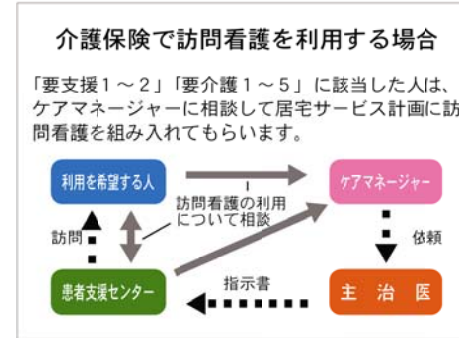 介護保険で訪問看護を利用する場合
「要支援1～2」「要介護1～5」に該当した人は、
ケアマネージャーに相談して居宅サービス計画に訪
問看護を組み入れてもらいます。
利用を希望する人
ケアマネージャー
訪問看護の利用
について相談
訪問
依頼
患者支援センター
指示書
主 治 医